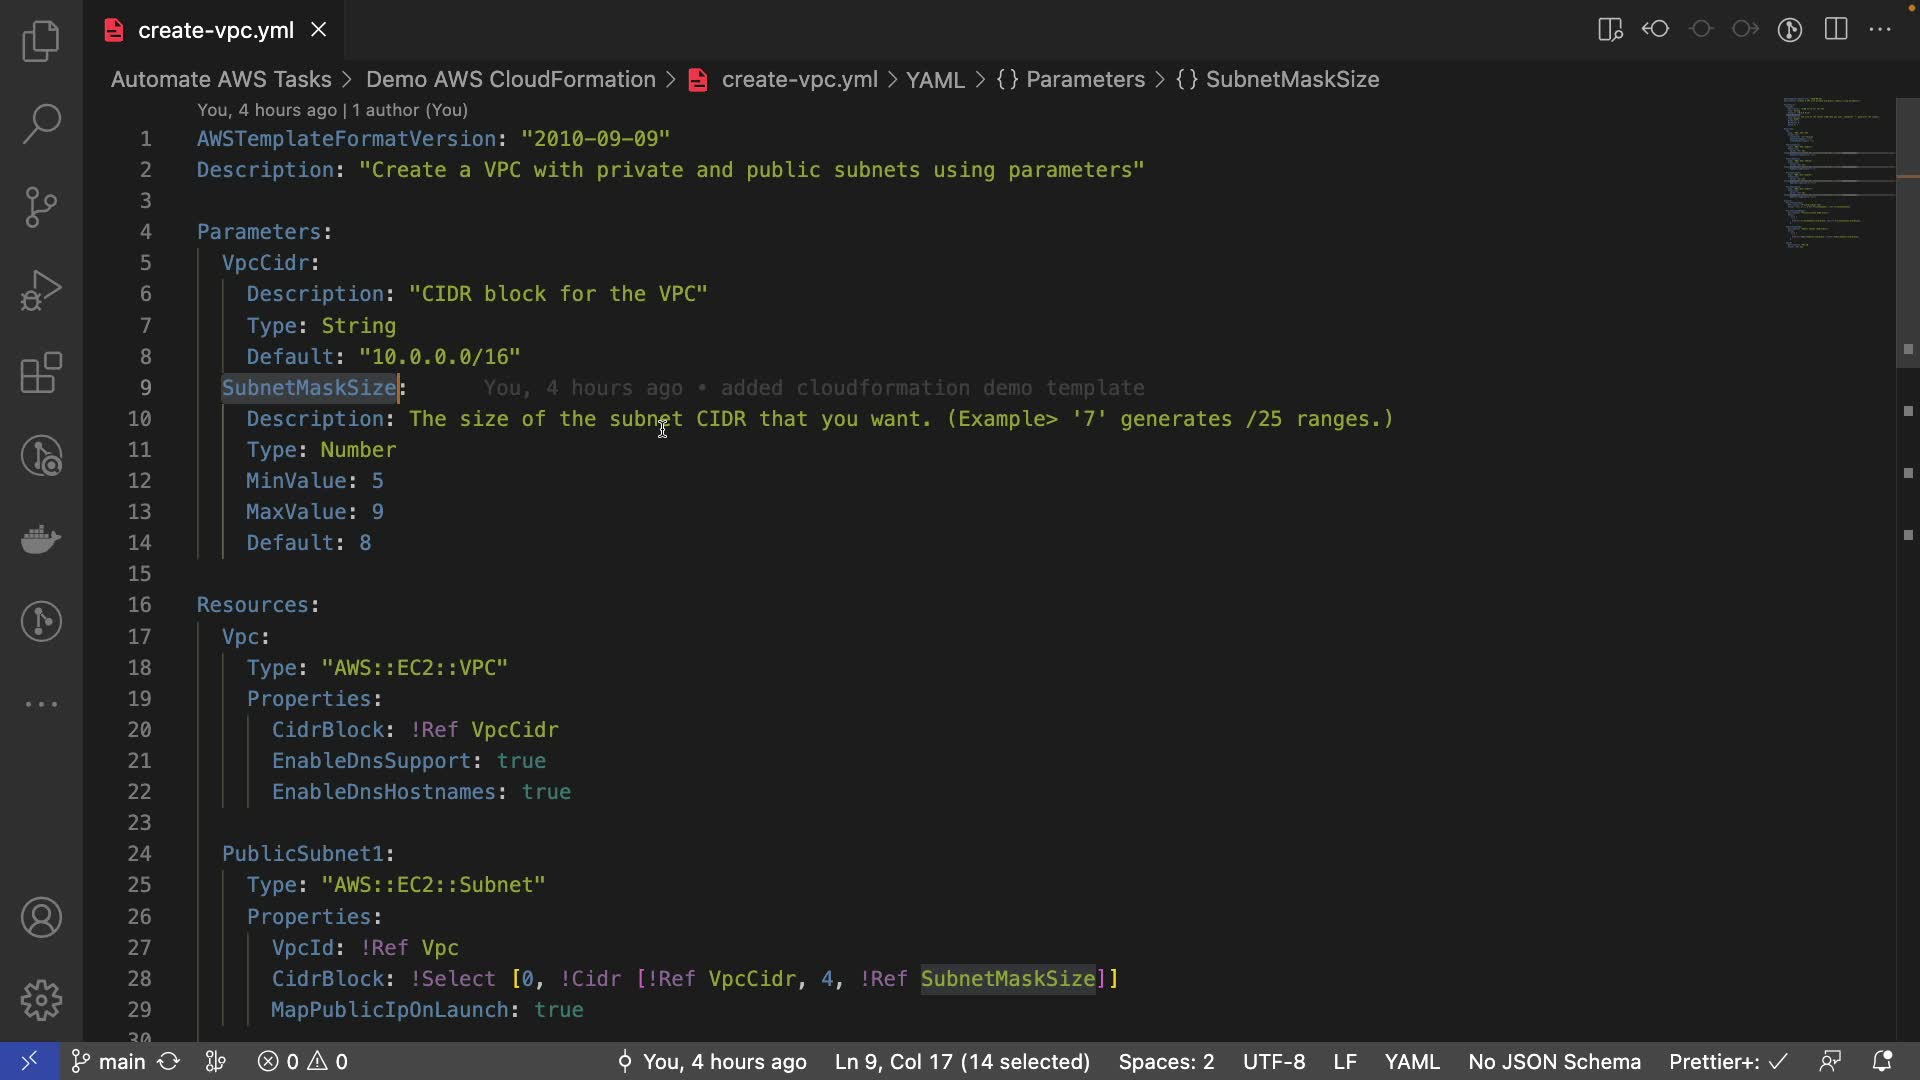 create-vpc.yml
Automate AWS Tasks > Demo AWS CloudFormation > create-vpc.yml > YAML > {} Parameters > {} SubnetMaskSize
You, 4 hours ago | 1 author (You)
1 AWSTemplateFormatVersion: "2010-09-09"
2 Description: "Create a VPC with private and public subnets using parameters"
3
4 Parameters:
5 VpcCidr:
6 Description: "CIDR block for the VPC"
7 Type: String
8 Default: "10.0.0.0/16"
9 SubnetMaskSize: You, 4 hours ago • added cloudformation demo template
10 Description: The size of the subnet CIDR that you want. (Example> '7' generates /25 ranges.)
11 Type: Number
12 MinValue: 5
13 MaxValue: 9
14 Default: 8
15
16 Resources:
17 Vpc:
18 Type: "AWS::EC2::VPC"
19 Properties:
20 CidrBlock: !Ref VpcCidr
21 EnableDnsSupport: true
22 EnableDnsHostnames: true
23
24 PublicSubnet1:
25 Type: "AWS::EC2::Subnet"
26 Properties:
27 VpcId: !Ref Vpc
28 CidrBlock: !Select [0, !Cidr [!Ref VpcCidr, 4, !Ref SubnetMaskSize]]
29 MapPublicIpOnLaunch: true
30
main 0 0 You, 4 hours ago Ln 9, Col 17 (14 selected) Spaces: 2 UTF-8 LF YAML No JSON Schema Prettier+: ✓